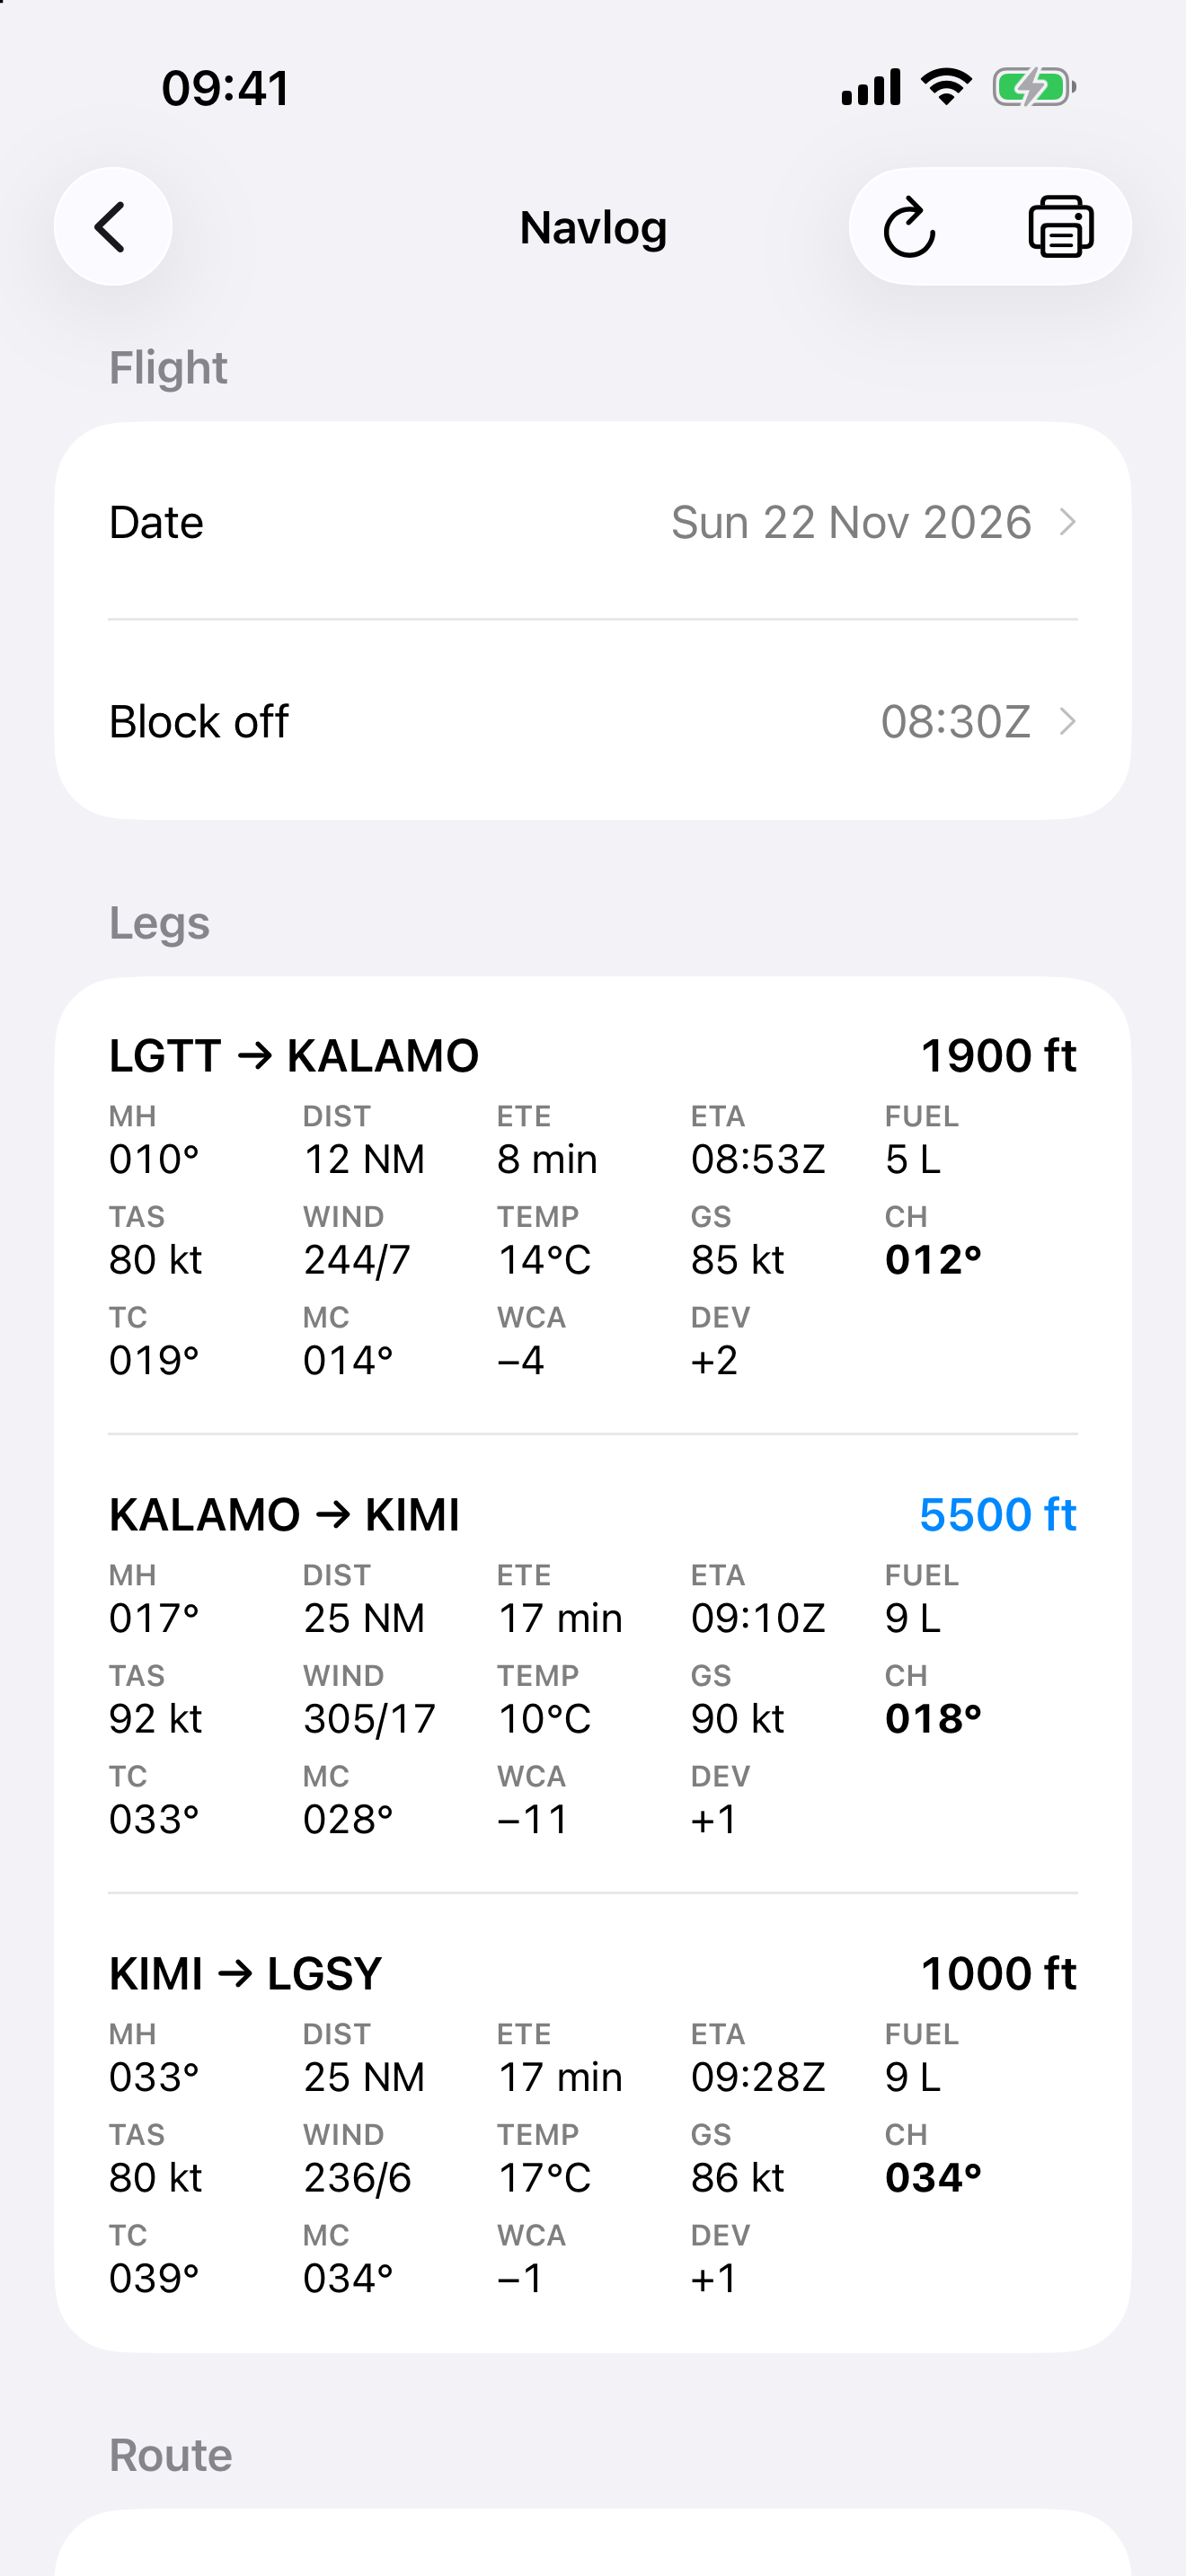 09:41
Navlog
Flight
Date Sun 22 Nov 2026
Block off 08:30Z
Legs
LGTT → KALAMO 1900 ft
MH DIST ETE ETA FUEL
010° 12 NM 8 min 08:53Z 5 L
TAS WIND TEMP GS CH
80 kt 244/7 14°C 85 kt 012°
TC MC WCA DEV
019° 014° −4 +2
KALAMO → KIMI 5500 ft
MH DIST ETE ETA FUEL
017° 25 NM 17 min 09:10Z 9 L
TAS WIND TEMP GS CH
92 kt 305/17 10°C 90 kt 018°
TC MC WCA DEV
033° 028° −11 +1
KIMI → LGSY 1000 ft
MH DIST ETE ETA FUEL
033° 25 NM 17 min 09:28Z 9 L
TAS WIND TEMP GS CH
80 kt 236/6 17°C 86 kt 034°
TC MC WCA DEV
039° 034° −1 +1
Route